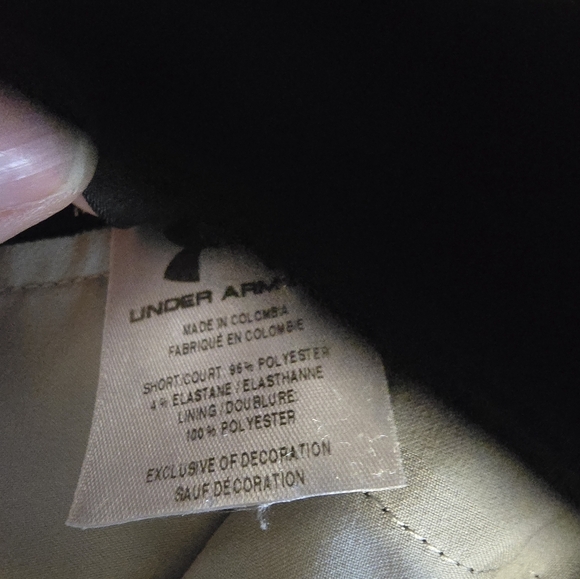 UNDER ARM
MADE IN COLOMBIA
FABRIQUÉ EN COLOMBIE
SHORT/COURT: 96% POLYESTER
4% ELASTANE / ELASTHANNE
LINING / DOUBLURE:
100% POLYESTER
EXCLUSIVE OF DECORATION
SAUF DÉCORATION